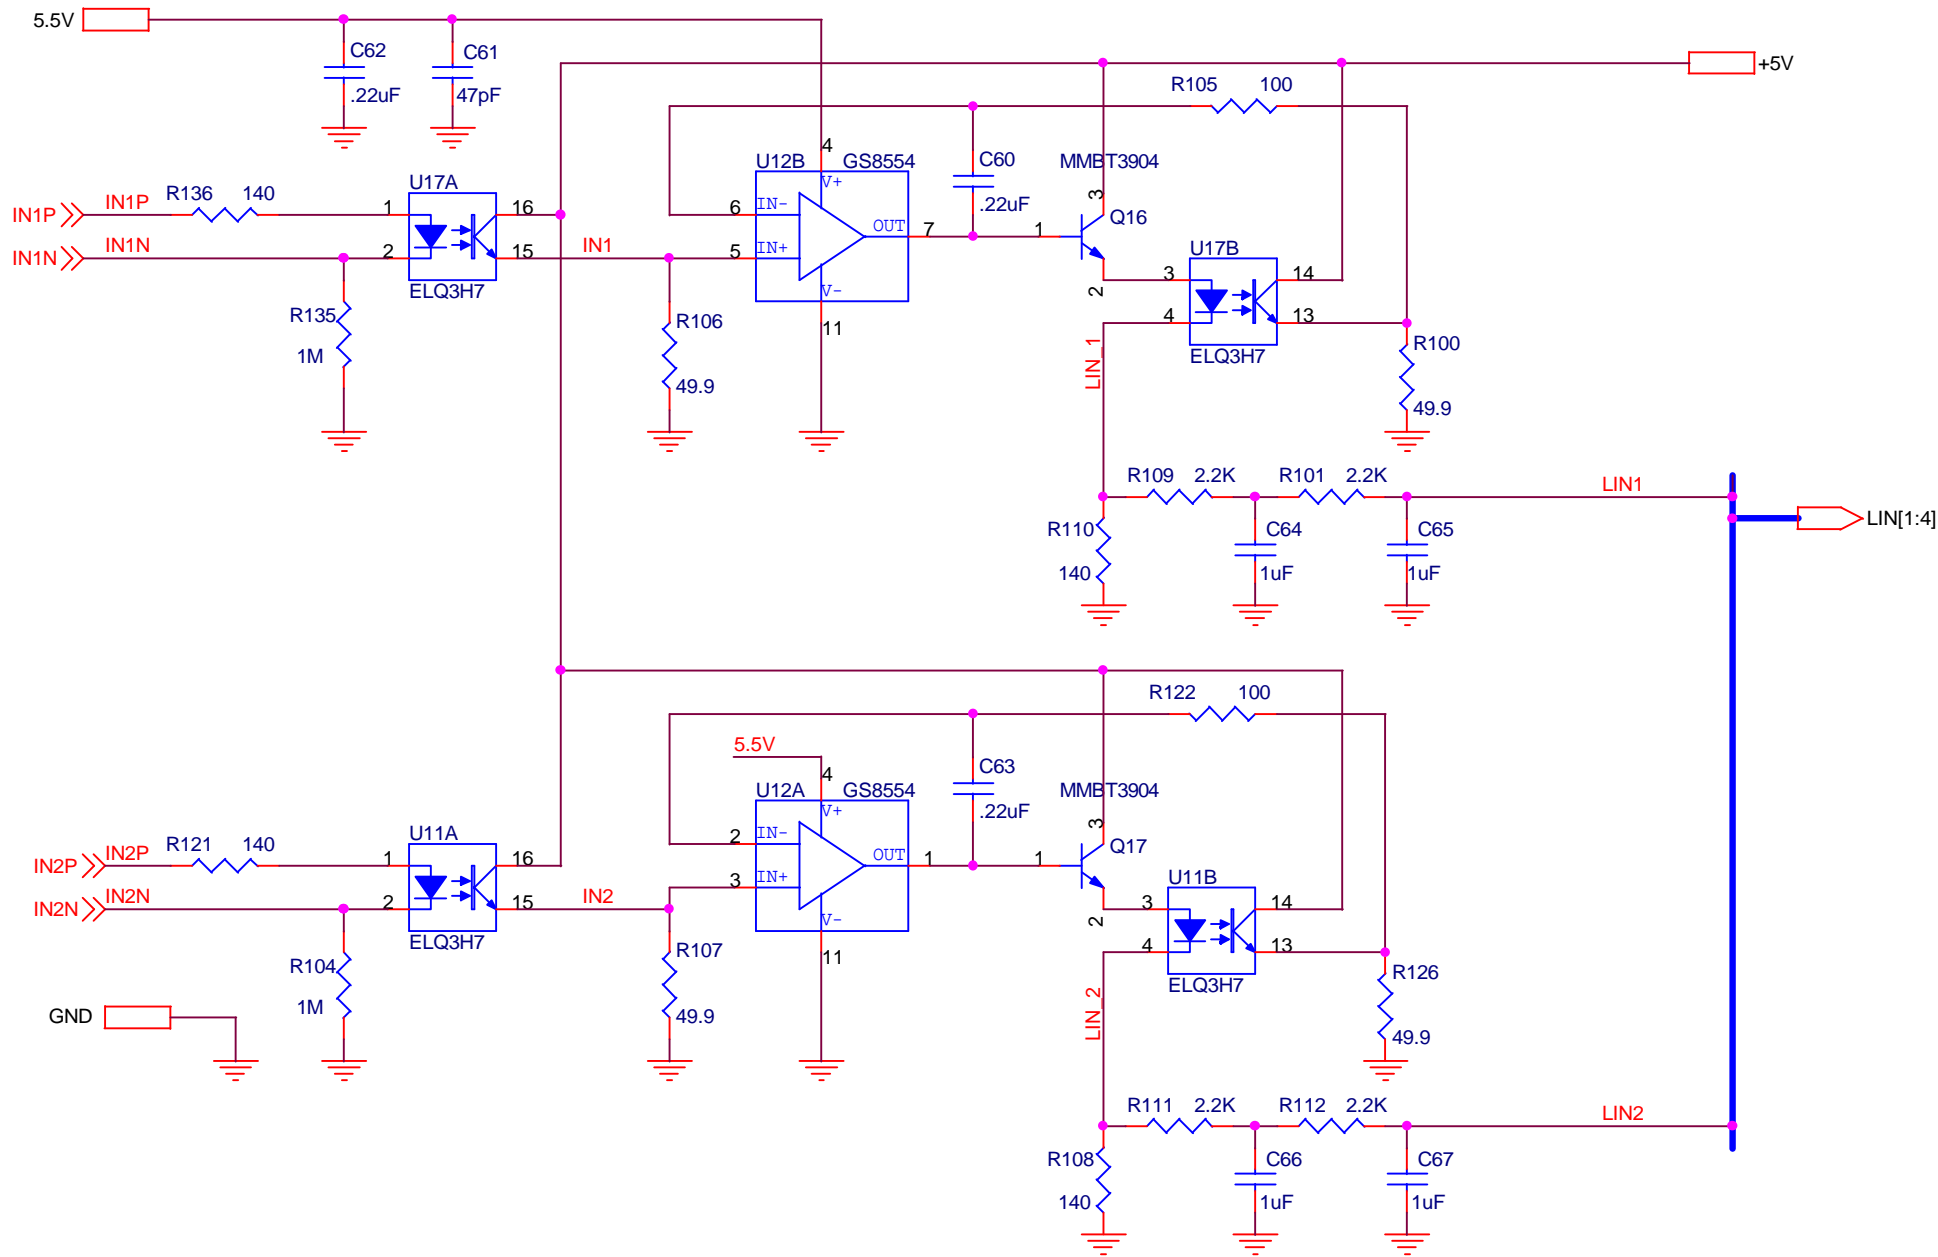 5.5V
C62
.22uF
C61
47pF
+5V
R105 100
U12B GS8554
4
V+
6 IN-
OUT 7
5 IN+
V-
11
C60
.22uF
MMBT3904
3
1
Q16
2
U17B
3 14
4 13
ELQ3H7
IN1P IN1P R136 140
IN1N IN1N
U17A
1 16
2 15
ELQ3H7
IN1
R135
1M
R106
49.9
R100
49.9
LIN_1
R109 2.2K R101 2.2K
LIN1
LIN[1:4]
R110
140
C64
1uF
C65
1uF
R122 100
5.5V
U12A GS8554
4
V+
2 IN-
OUT 1
3 IN+
V-
11
C63
.22uF
MMBT3904
3
1
Q17
2
U11B
3 14
4 13
ELQ3H7
IN2P IN2P R121 140
IN2N IN2N
U11A
1 16
2 15
ELQ3H7
IN2
R104
1M
R107
49.9
R126
49.9
GND
LIN_2
R111 2.2K R112 2.2K
LIN2
R108
140
C66
1uF
C67
1uF